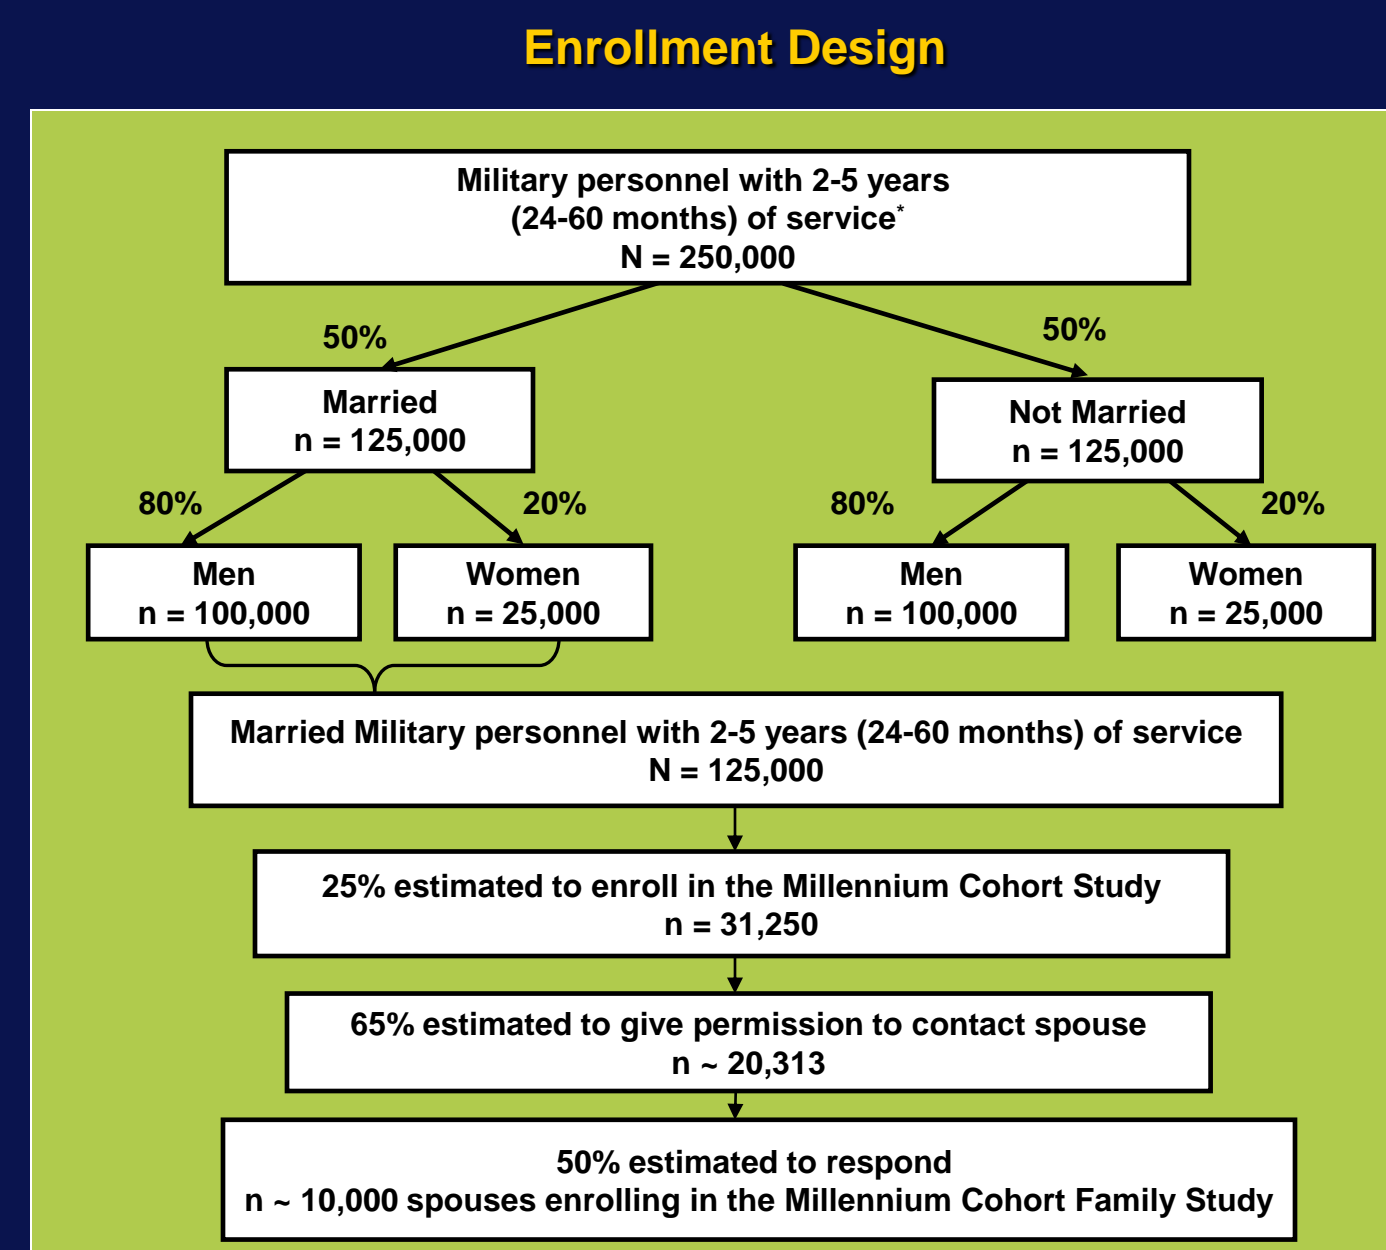 Enrollment Design
Military personnel with 2-5 years
(24-60 months) of service*
N = 250,000
50%
50%
Married
n = 125,000
Not Married
n = 125,000
80%
20%
80%
20%
Men
n = 100,000
Women
n = 25,000
Men
n = 100,000
Women
n = 25,000
Married Military personnel with 2-5 years (24-60 months) of service
N = 125,000
25% estimated to enroll in the Millennium Cohort Study
n = 31,250
65% estimated to give permission to contact spouse
n ~ 20,313
50% estimated to respond
n ~ 10,000 spouses enrolling in the Millennium Cohort Family Study